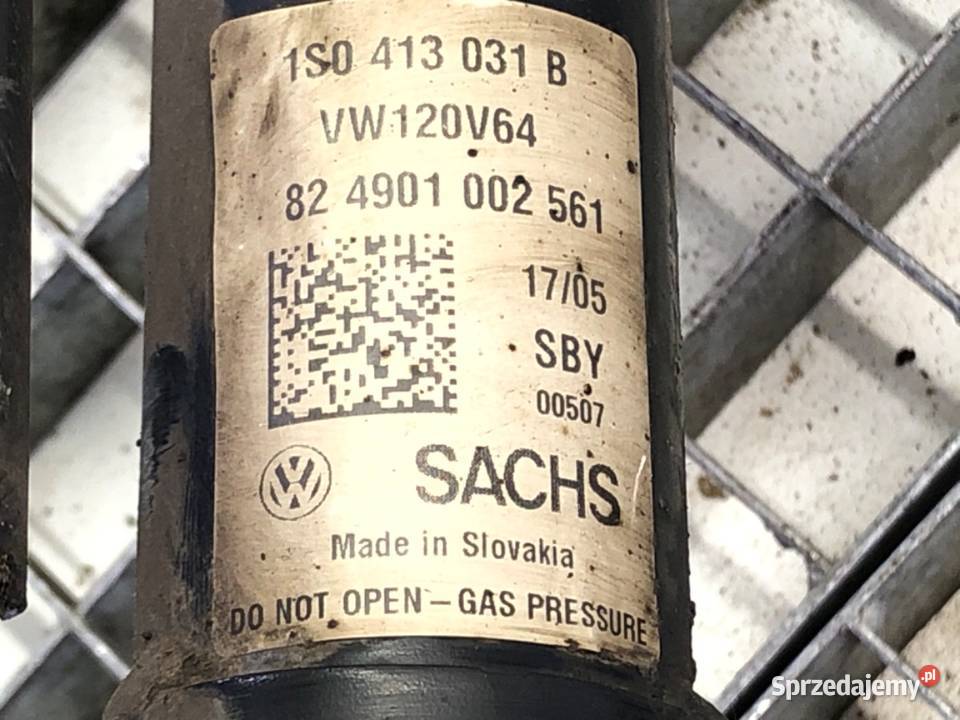 1S0 413 031 B
VW120V64
82 4901 002 561
17/05
SBY
00507
SACHS
Made in Slovakia
DO NOT OPEN – GAS PRESSURE
Sprzedajemy.pl